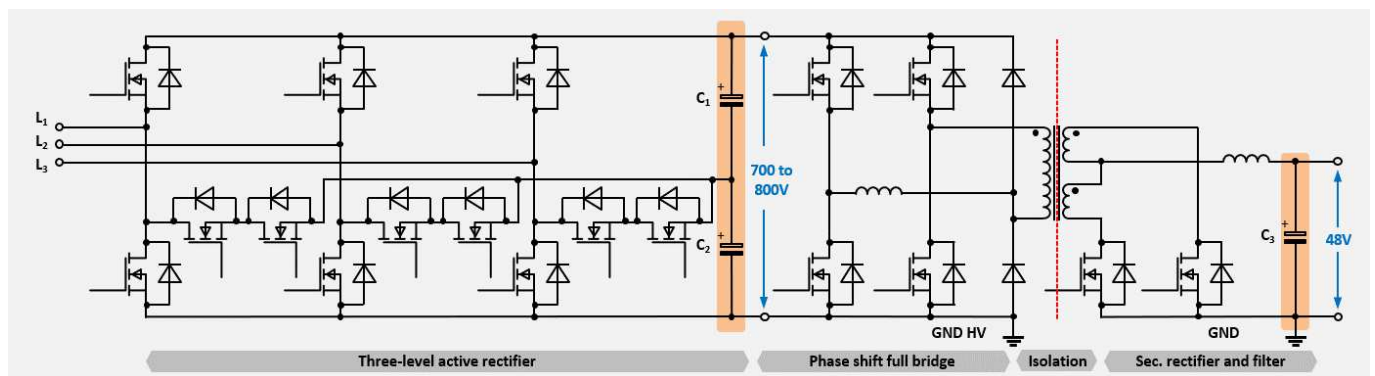 L1
L2
L3
+
C1
+
C2
700 to
800V
+
C3
48V
GND HV
GND
Three-level active rectifier
Phase shift full bridge
Isolation
Sec. rectifier and filter